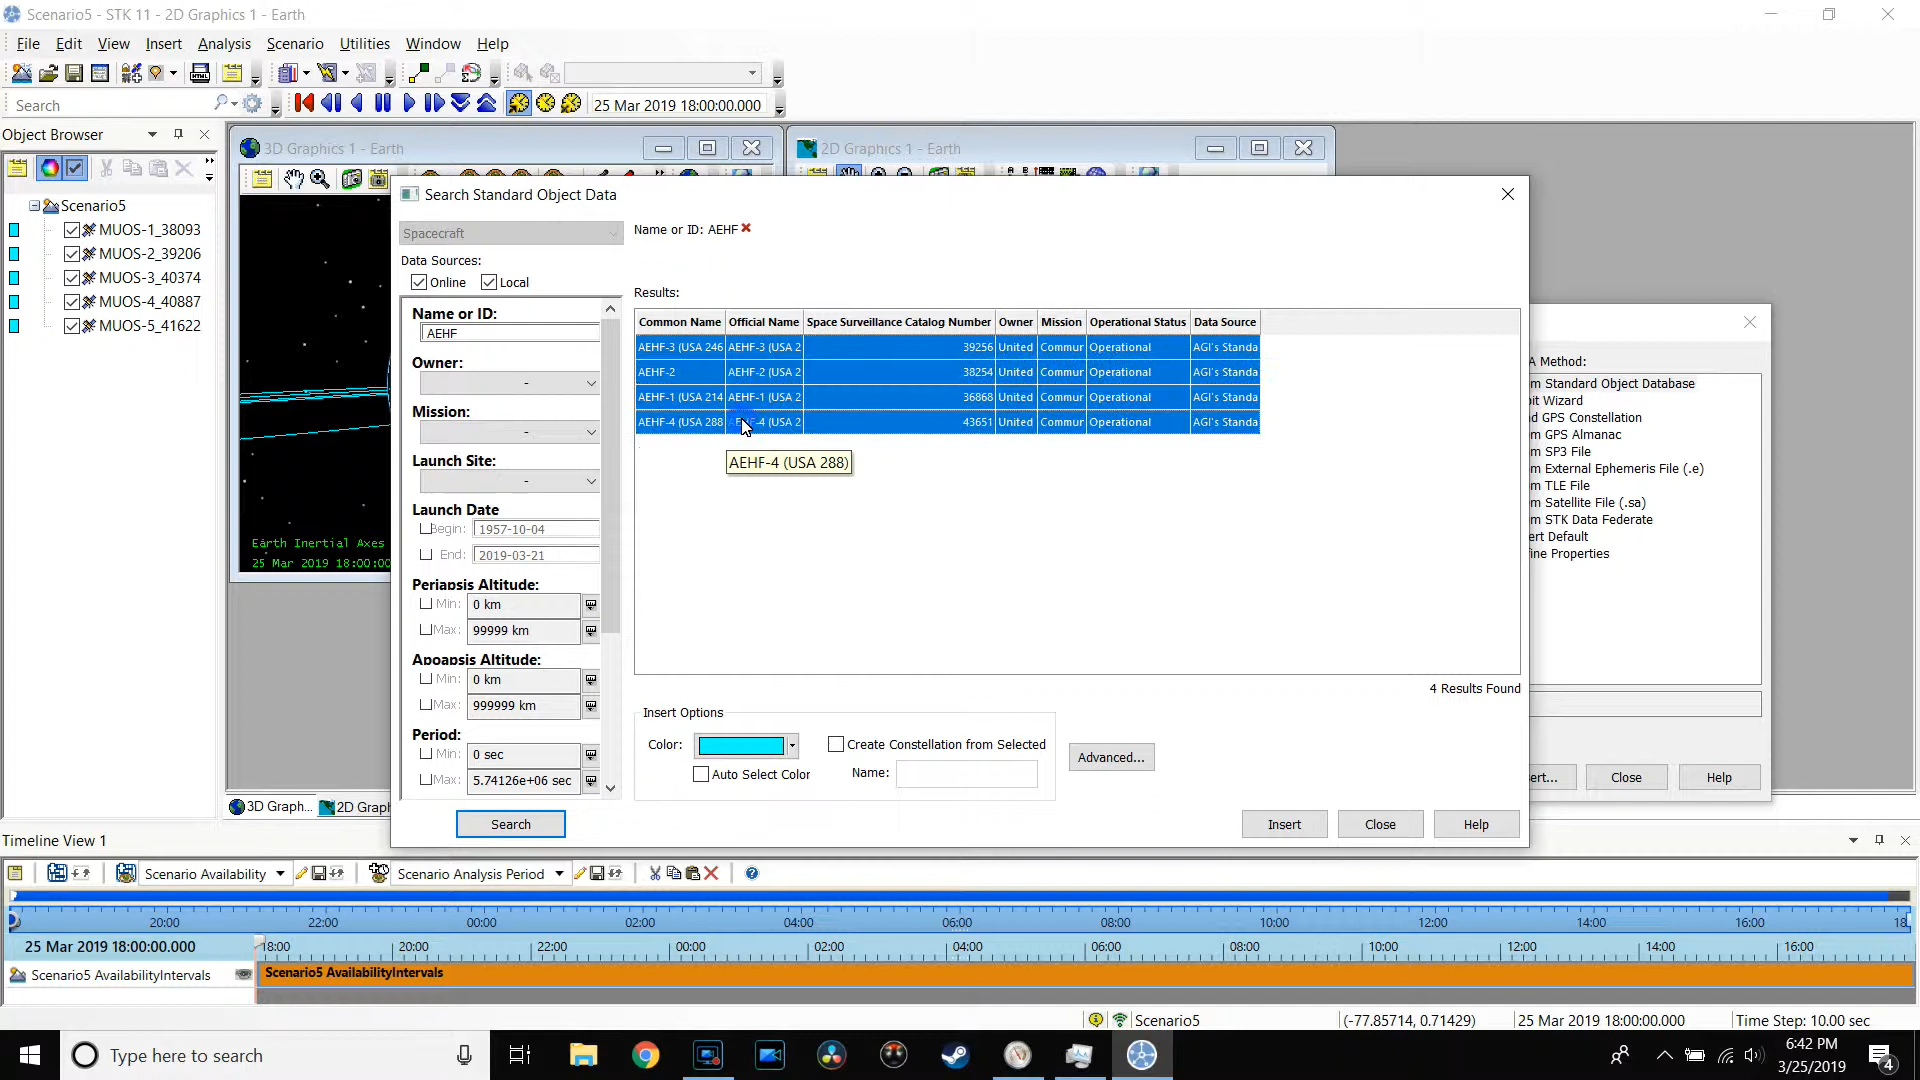 Scenario5 - STK 11 - 2D Graphics 1 - Earth
File Edit View Insert Analysis Scenario Utilities Window Help
Search
25 Mar 2019 18:00:00.000
Object Browser
Scenario5
MUOS-1_38093
MUOS-2_39206
MUOS-3_40374
MUOS-4_40887
MUOS-5_41622
3D Graphics 1 - Earth
Earth Inertial Axes
25 Mar 2019 18:00:00
3D Graph...
2D Graph
2D Graphics 1 - Earth
Search Standard Object Data
Spacecraft
Data Sources:
Online Local
Name or ID:
AEHF
Owner:
-
Mission:
-
Launch Site:
-
Launch Date
Begin: 1957-10-04
End: 2019-03-21
Periapsis Altitude:
Min: 0 km
Max: 99999 km
Apoapsis Altitude:
Min: 0 km
Max: 999999 km
Period:
Min: 0 sec
Max: 5.74126e+06 sec
Search
Name or ID: AEHF
Results:
Common Name Official Name Space Surveillance Catalog Number Owner Mission Operational Status Data Source
AEHF-3 (USA 246 AEHF-3 (USA 2 39256 United Commur Operational AGI's Standa
AEHF-2 AEHF-2 (USA 2 38254 United Commur Operational AGI's Standa
AEHF-1 (USA 214 AEHF-1 (USA 2 36868 United Commur Operational AGI's Standa
AEHF-4 (USA 288 AEHF-4 (USA 2 43651 United Commur Operational AGI's Standa
AEHF-4 (USA 288)
4 Results Found
Insert Options
Color: Create Constellation from Selected
Auto Select Color Name:
Advanced...
Insert Close Help
A Method:
m Standard Object Database
bit Wizard
ad GPS Constellation
m GPS Almanac
m SP3 File
m External Ephemeris File (.e)
m TLE File
m Satellite File (.sa)
m STK Data Federate
ert Default
fine Properties
ert... Close Help
Timeline View 1
Scenario Availability Scenario Analysis Period
20:00 22:00 00:00 02:00 04:00 06:00 08:00 10:00 12:00 14:00 16:00 18:
25 Mar 2019 18:00:00.000 18:00 20:00 22:00 00:00 02:00 04:00 06:00 08:00 10:00 12:00 14:00 16:00
Scenario5 AvailabilityIntervals Scenario5 AvailabilityIntervals
Scenario5 (-77.85714, 0.71429) 25 Mar 2019 18:00:00.000 Time Step: 10.00 sec
Type here to search
6:42 PM
3/25/2019
4